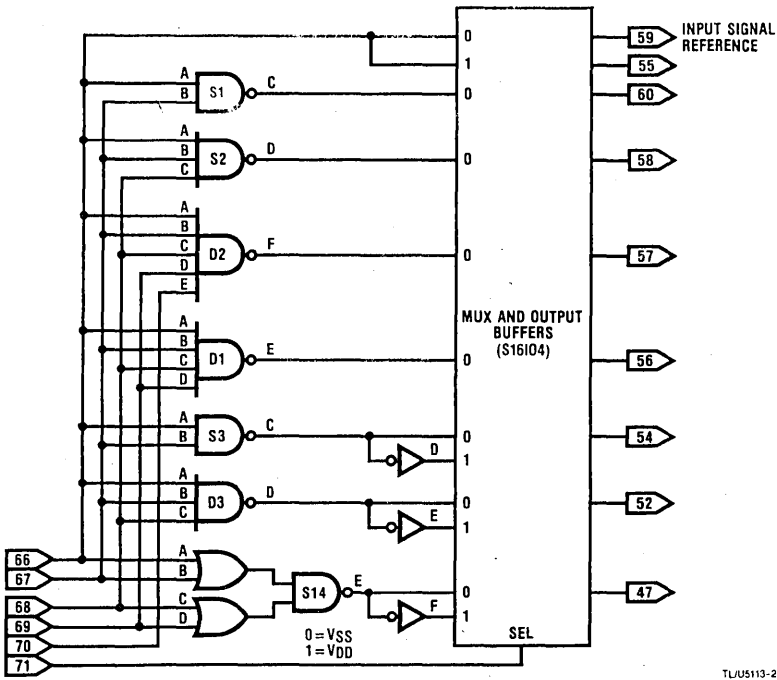 0 59 INPUT SIGNAL
REFERENCE
1 55
A B S1 C 0 60
A B C S2 D 0 58
A B C D E D2 F 0 57
MUX AND OUTPUT
BUFFERS
(S16I04)
A B C D D1 E 0 56
A B S3 C 0 54
D 1
A B C D3 D 0 52
E 1
66 A
67 B
S14 E 0 47
68 C
69 D
F 1
70
71
0 = VSS
1 = VDD
SEL
TL/U5113-2